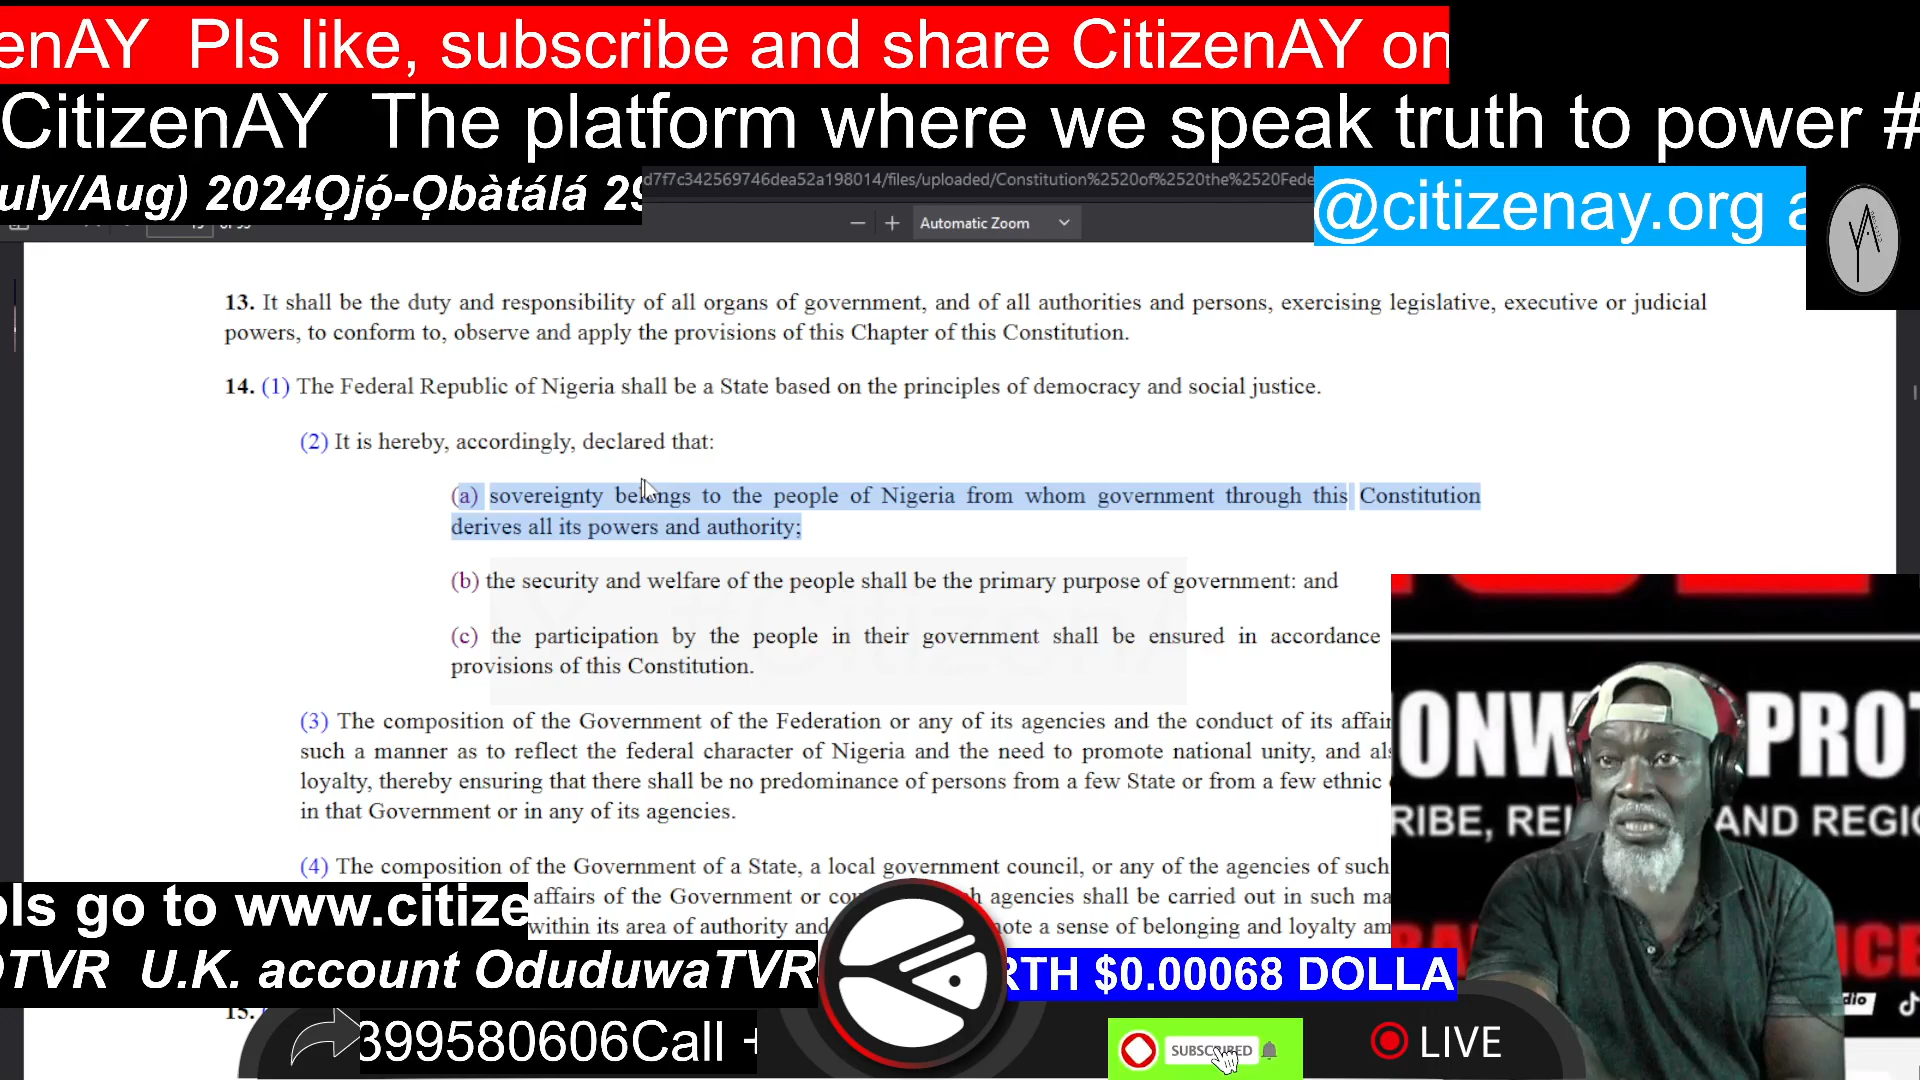 enAY Pls like, subscribe and share CitizenAY on
CitizenAY The platform where we speak truth to power #
uly/Aug) 2024Ọjọ́-Ọbàtálá 29
d7f7c342569746dea52a198014/files/uploaded/Constitution%2520of%2520the%2520Fede
@citizenay.org a
Automatic Zoom
13. It shall be the duty and responsibility of all organs of government, and of all authorities and persons, exercising legislative, executive or judicial
powers, to conform to, observe and apply the provisions of this Chapter of this Constitution.
14. (1) The Federal Republic of Nigeria shall be a State based on the principles of democracy and social justice.
(2) It is hereby, accordingly, declared that:
(a) sovereignty belongs to the people of Nigeria from whom government through this Constitution
derives all its powers and authority;
(b) the security and welfare of the people shall be the primary purpose of government: and
(c) the participation by the people in their government shall be ensured in accordance
provisions of this Constitution.
(3) The composition of the Government of the Federation or any of its agencies and the conduct of its affair
such a manner as to reflect the federal character of Nigeria and the need to promote national unity, and als
loyalty, thereby ensuring that there shall be no predominance of persons from a few State or from a few ethnic
in that Government or in any of its agencies.
(4) The composition of the Government of a State, a local government council, or any of the agencies of such
affairs of the Government or cou h agencies shall be carried out in such ma
within its area of authority and note a sense of belonging and loyalty am
15.
ONW PROT
RIBE, REL AND REGIO
pls go to www.citize
OTVR U.K. account OduduwaTVR
RTH $0.00068 DOLLA
399580606Call +
SUBSCRIBED
LIVE